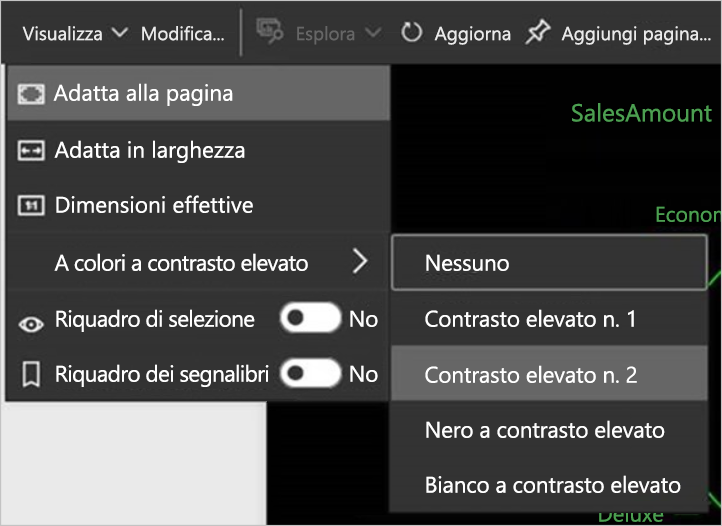 Visualizza Modifica... Esplora Aggiorna Aggiungi pagina...
Adatta alla pagina
SalesAmount
Adatta in larghezza
Dimensioni effettive
Econom
A colori a contrasto elevato
Nessuno
Riquadro di selezione No
Contrasto elevato n. 1
Riquadro dei segnalibri No
Contrasto elevato n. 2
Nero a contrasto elevato
Bianco a contrasto elevato
Deluxe